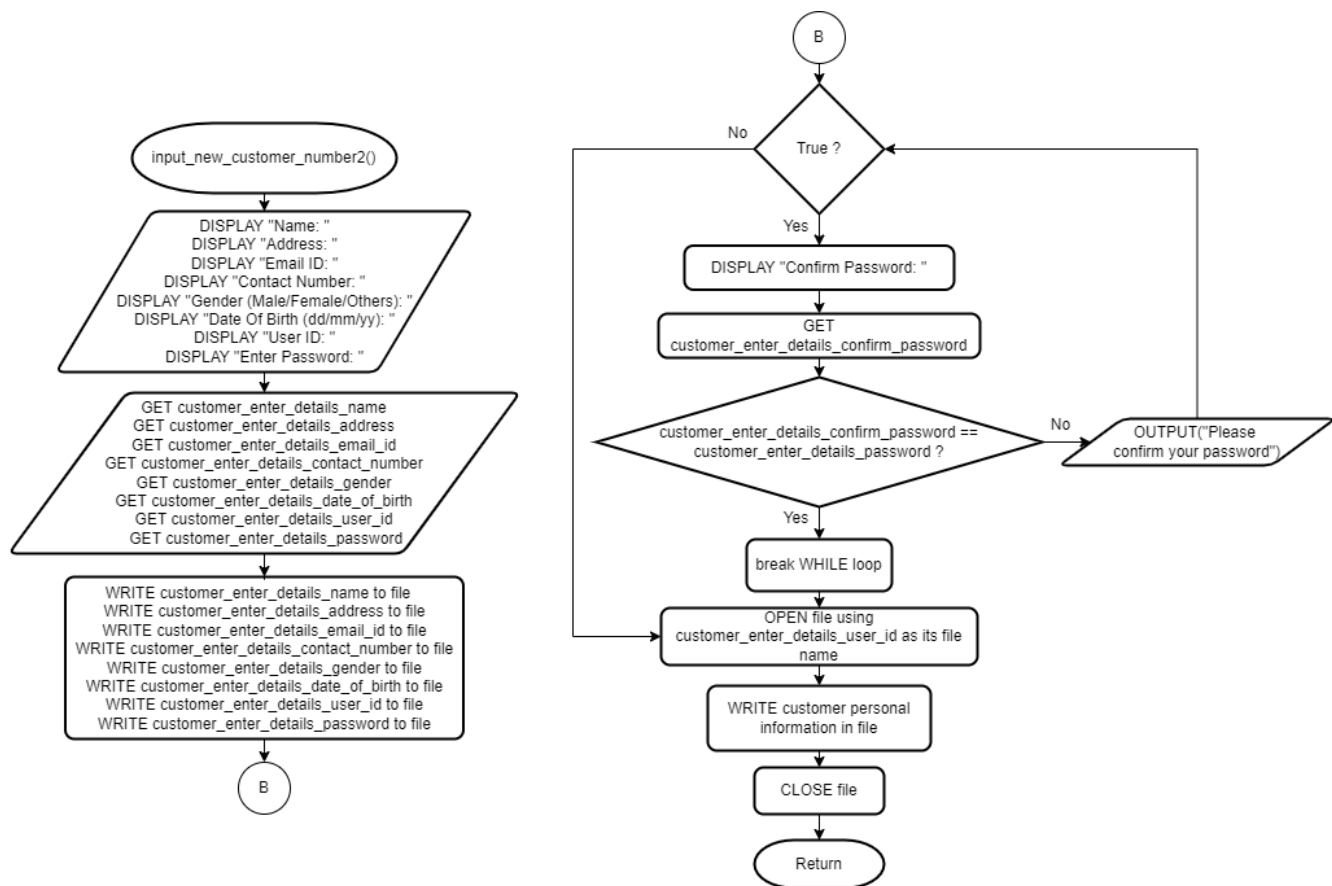 input_new_customer_number2()
DISPLAY "Name: "
DISPLAY "Address: "
DISPLAY "Email ID: "
DISPLAY "Contact Number: "
DISPLAY "Gender (Male/Female/Others): "
DISPLAY "Date Of Birth (dd/mm/yy): "
DISPLAY "User ID: "
DISPLAY "Enter Password: "
GET customer_enter_details_name
GET customer_enter_details_address
GET customer_enter_details_email_id
GET customer_enter_details_contact_number
GET customer_enter_details_gender
GET customer_enter_details_date_of_birth
GET customer_enter_details_user_id
GET customer_enter_details_password
WRITE customer_enter_details_name to file
WRITE customer_enter_details_address to file
WRITE customer_enter_details_email_id to file
WRITE customer_enter_details_contact_number to file
WRITE customer_enter_details_gender to file
WRITE customer_enter_details_date_of_birth to file
WRITE customer_enter_details_user_id to file
WRITE customer_enter_details_password to file
B
B
True ?
No
Yes
DISPLAY "Confirm Password: "
GET
customer_enter_details_confirm_password
customer_enter_details_confirm_password ==
customer_enter_details_password ?
No
OUTPUT("Please
confirm your password")
Yes
break WHILE loop
OPEN file using
customer_enter_details_user_id as its file
name
WRITE customer personal
information in file
CLOSE file
Return